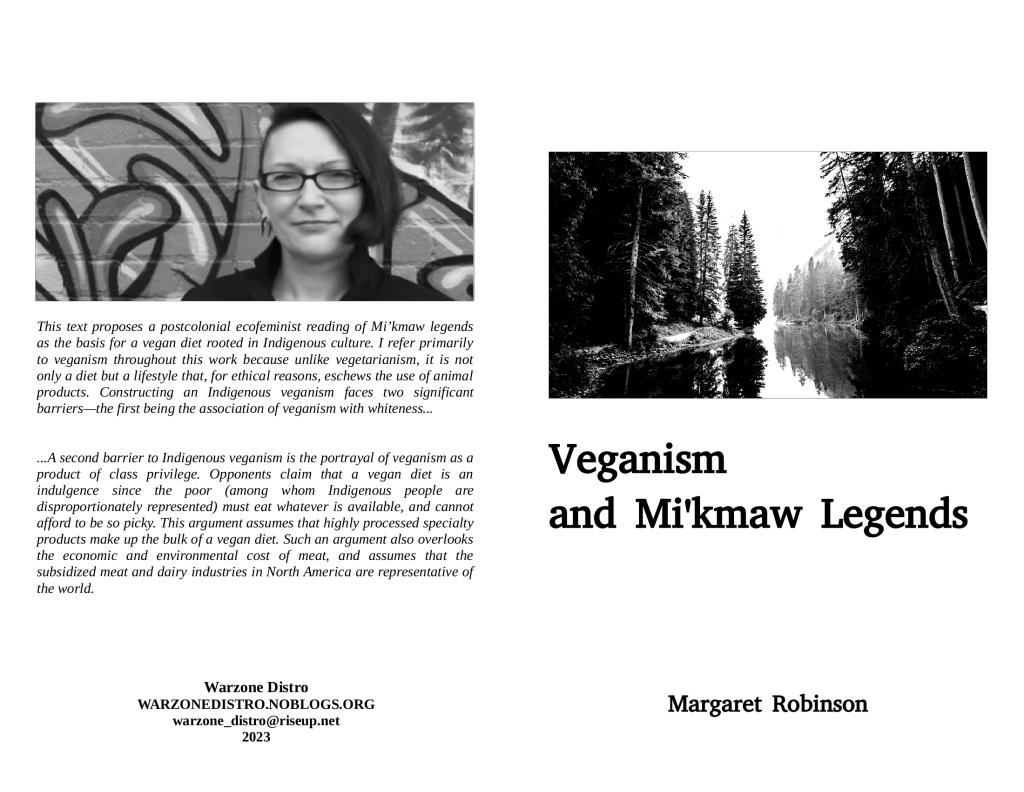 This text proposes a postcolonial ecofeminist reading of Mi’kmaw legends
as the basis for a vegan diet rooted in Indigenous culture. I refer primarily
to veganism throughout this work because unlike vegetarianism, it is not
only a diet but a lifestyle that, for ethical reasons, eschews the use of animal
products. Constructing an Indigenous veganism faces two significant
barriers—the first being the association of veganism with whiteness...
...A second barrier to Indigenous veganism is the portrayal of veganism as a
product of class privilege. Opponents claim that a vegan diet is an
indulgence since the poor (among whom Indigenous people are
disproportionately represented) must eat whatever is available, and cannot
afford to be so picky. This argument assumes that highly processed specialty
products make up the bulk of a vegan diet. Such an argument also overlooks
the economic and environmental cost of meat, and assumes that the
subsidized meat and dairy industries in North America are representative of
the world.
Warzone Distro
WARZONEDISTRO.NOBLOGS.ORG
warzone_distro@riseup.net
2023
Veganism
and Mi'kmaw Legends
Margaret Robinson